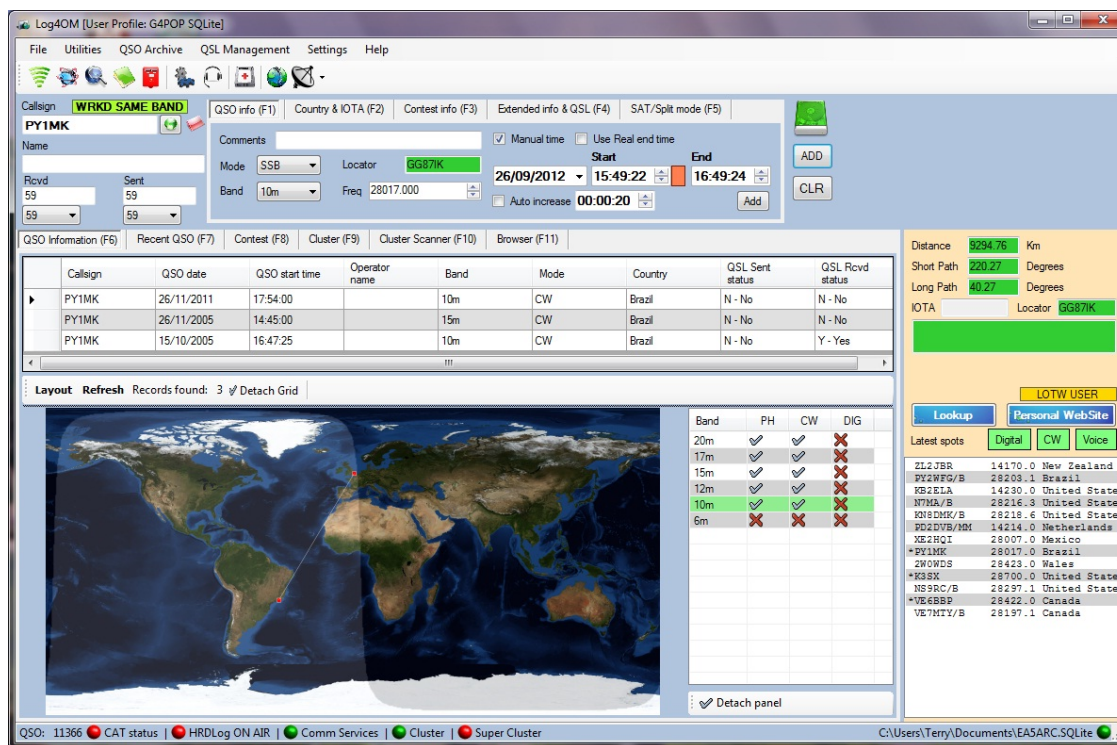 Log4OM [User Profile: G4POP SQLite]
File Utilities QSO Archive QSL Management Settings Help
Callsign WRKD SAME BAND
PY1MK
Name
Rcvd Sent
59 59
59 59
QSO info (F1) Country & IOTA (F2) Contest info (F3) Extended info & QSL (F4) SAT/Split mode (F5)
Comments
Mode SSB Locator GG87IK
Band 10m Freq 28017.000
Manual time Use Real end time
Start End
26/09/2012 15:49:22 16:49:24
Auto increase 00:00:20 Add
ADD
CLR
QSO Information (F6) Recent QSO (F7) Contest (F8) Cluster (F9) Cluster Scanner (F10) Browser (F11)
Callsign QSO date QSO start time Operator name Band Mode Country QSL Sent status QSL Rcvd status
PY1MK 26/11/2011 17:54:00 10m CW Brazil N - No N - No
PY1MK 26/11/2005 14:45:00 15m CW Brazil N - No N - No
PY1MK 15/10/2005 16:47:25 10m CW Brazil N - No Y - Yes
Layout Refresh Records found: 3 Detach Grid
Band PH CW DIG
20m
17m
15m
12m
10m
6m
Detach panel
Distance 9294.76 Km
Short Path 220.27 Degrees
Long Path 40.27 Degrees
IOTA Locator GG87IK
LOTW USER
Lookup Personal WebSite
Latest spots Digital CW Voice
ZL2JBR 14170.0 New Zealand
PY2WFG/B 28203.1 Brazil
KB2ELA 14230.0 United State
N7MA/B 28216.3 United State
KN8DMK/B 28218.6 United State
PD2DVB/MM 14214.0 Netherlands
XE2HQI 28007.0 Mexico
*PY1MK 28017.0 Brazil
2W0WDS 28423.0 Wales
*K3SX 28700.0 United State
NS9RC/B 28297.1 United State
*VE6BBP 28422.0 Canada
VE7MTY/B 28197.1 Canada
QSO: 11366 CAT status | HRDLog ON AIR | Comm Services | Cluster | Super Cluster C:\Users\Terry\Documents\EA5ARC.SQLite